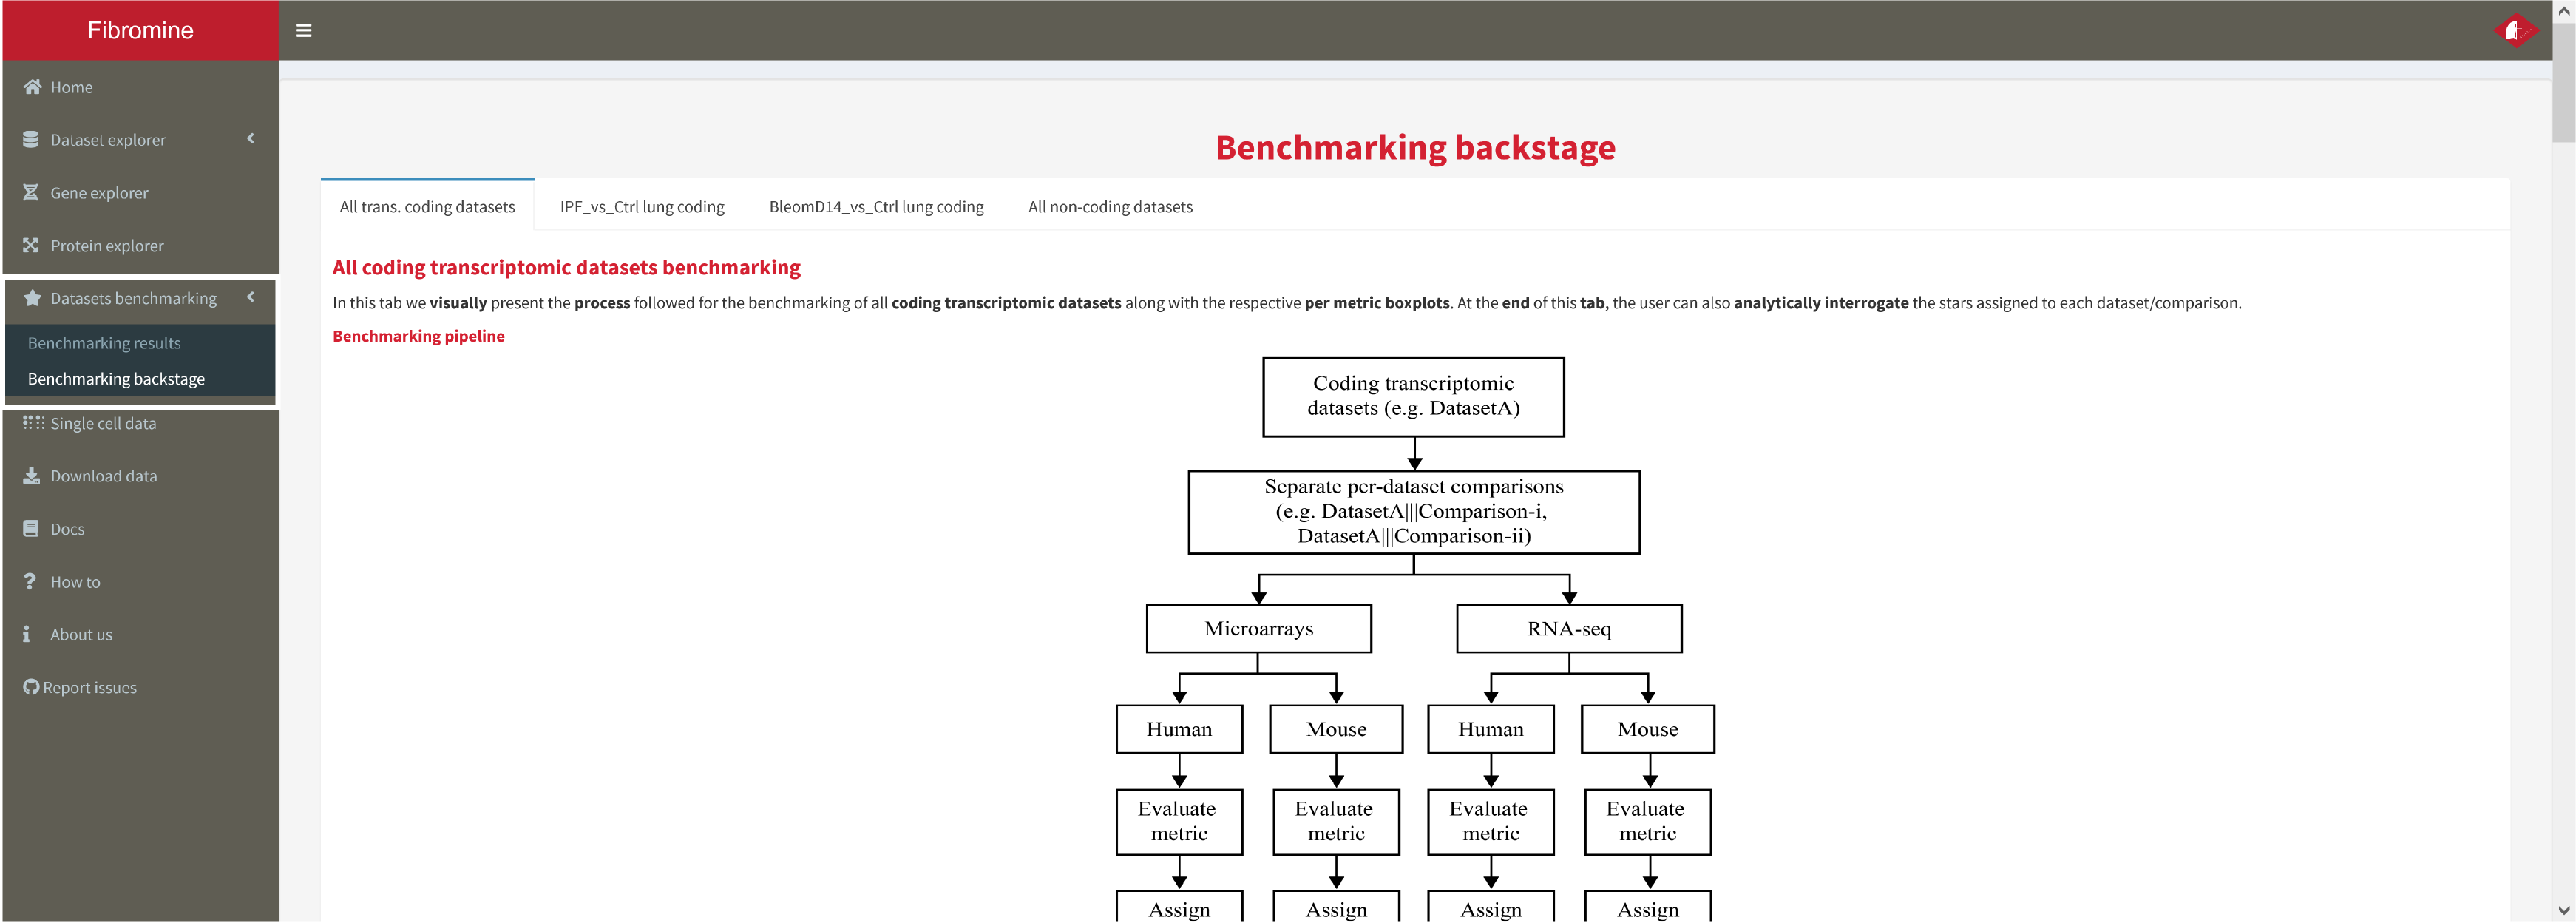 Fibromine
Home
Dataset explorer
Gene explorer
Protein explorer
Datasets benchmarking
Benchmarking results
Benchmarking backstage
Single cell data
Download data
Docs
How to
About us
Report issues
Benchmarking backstage
All trans. coding datasets IPF_vs_Ctrl lung coding BleomD14_vs_Ctrl lung coding All non-coding datasets
All coding transcriptomic datasets benchmarking
In this tab we visually present the process followed for the benchmarking of all coding transcriptomic datasets along with the respective per metric boxplots. At the end of this tab, the user can also analytically interrogate the stars assigned to each dataset/comparison.
Benchmarking pipeline
Coding transcriptomic
datasets (e.g. DatasetA)
Separate per-dataset comparisons
(e.g. DatasetA|||Comparison-i,
DatasetA|||Comparison-ii)
Microarrays RNA-seq
Human Mouse Human Mouse
Evaluate Evaluate Evaluate Evaluate
metric metric metric metric
Assign Assign Assign Assign